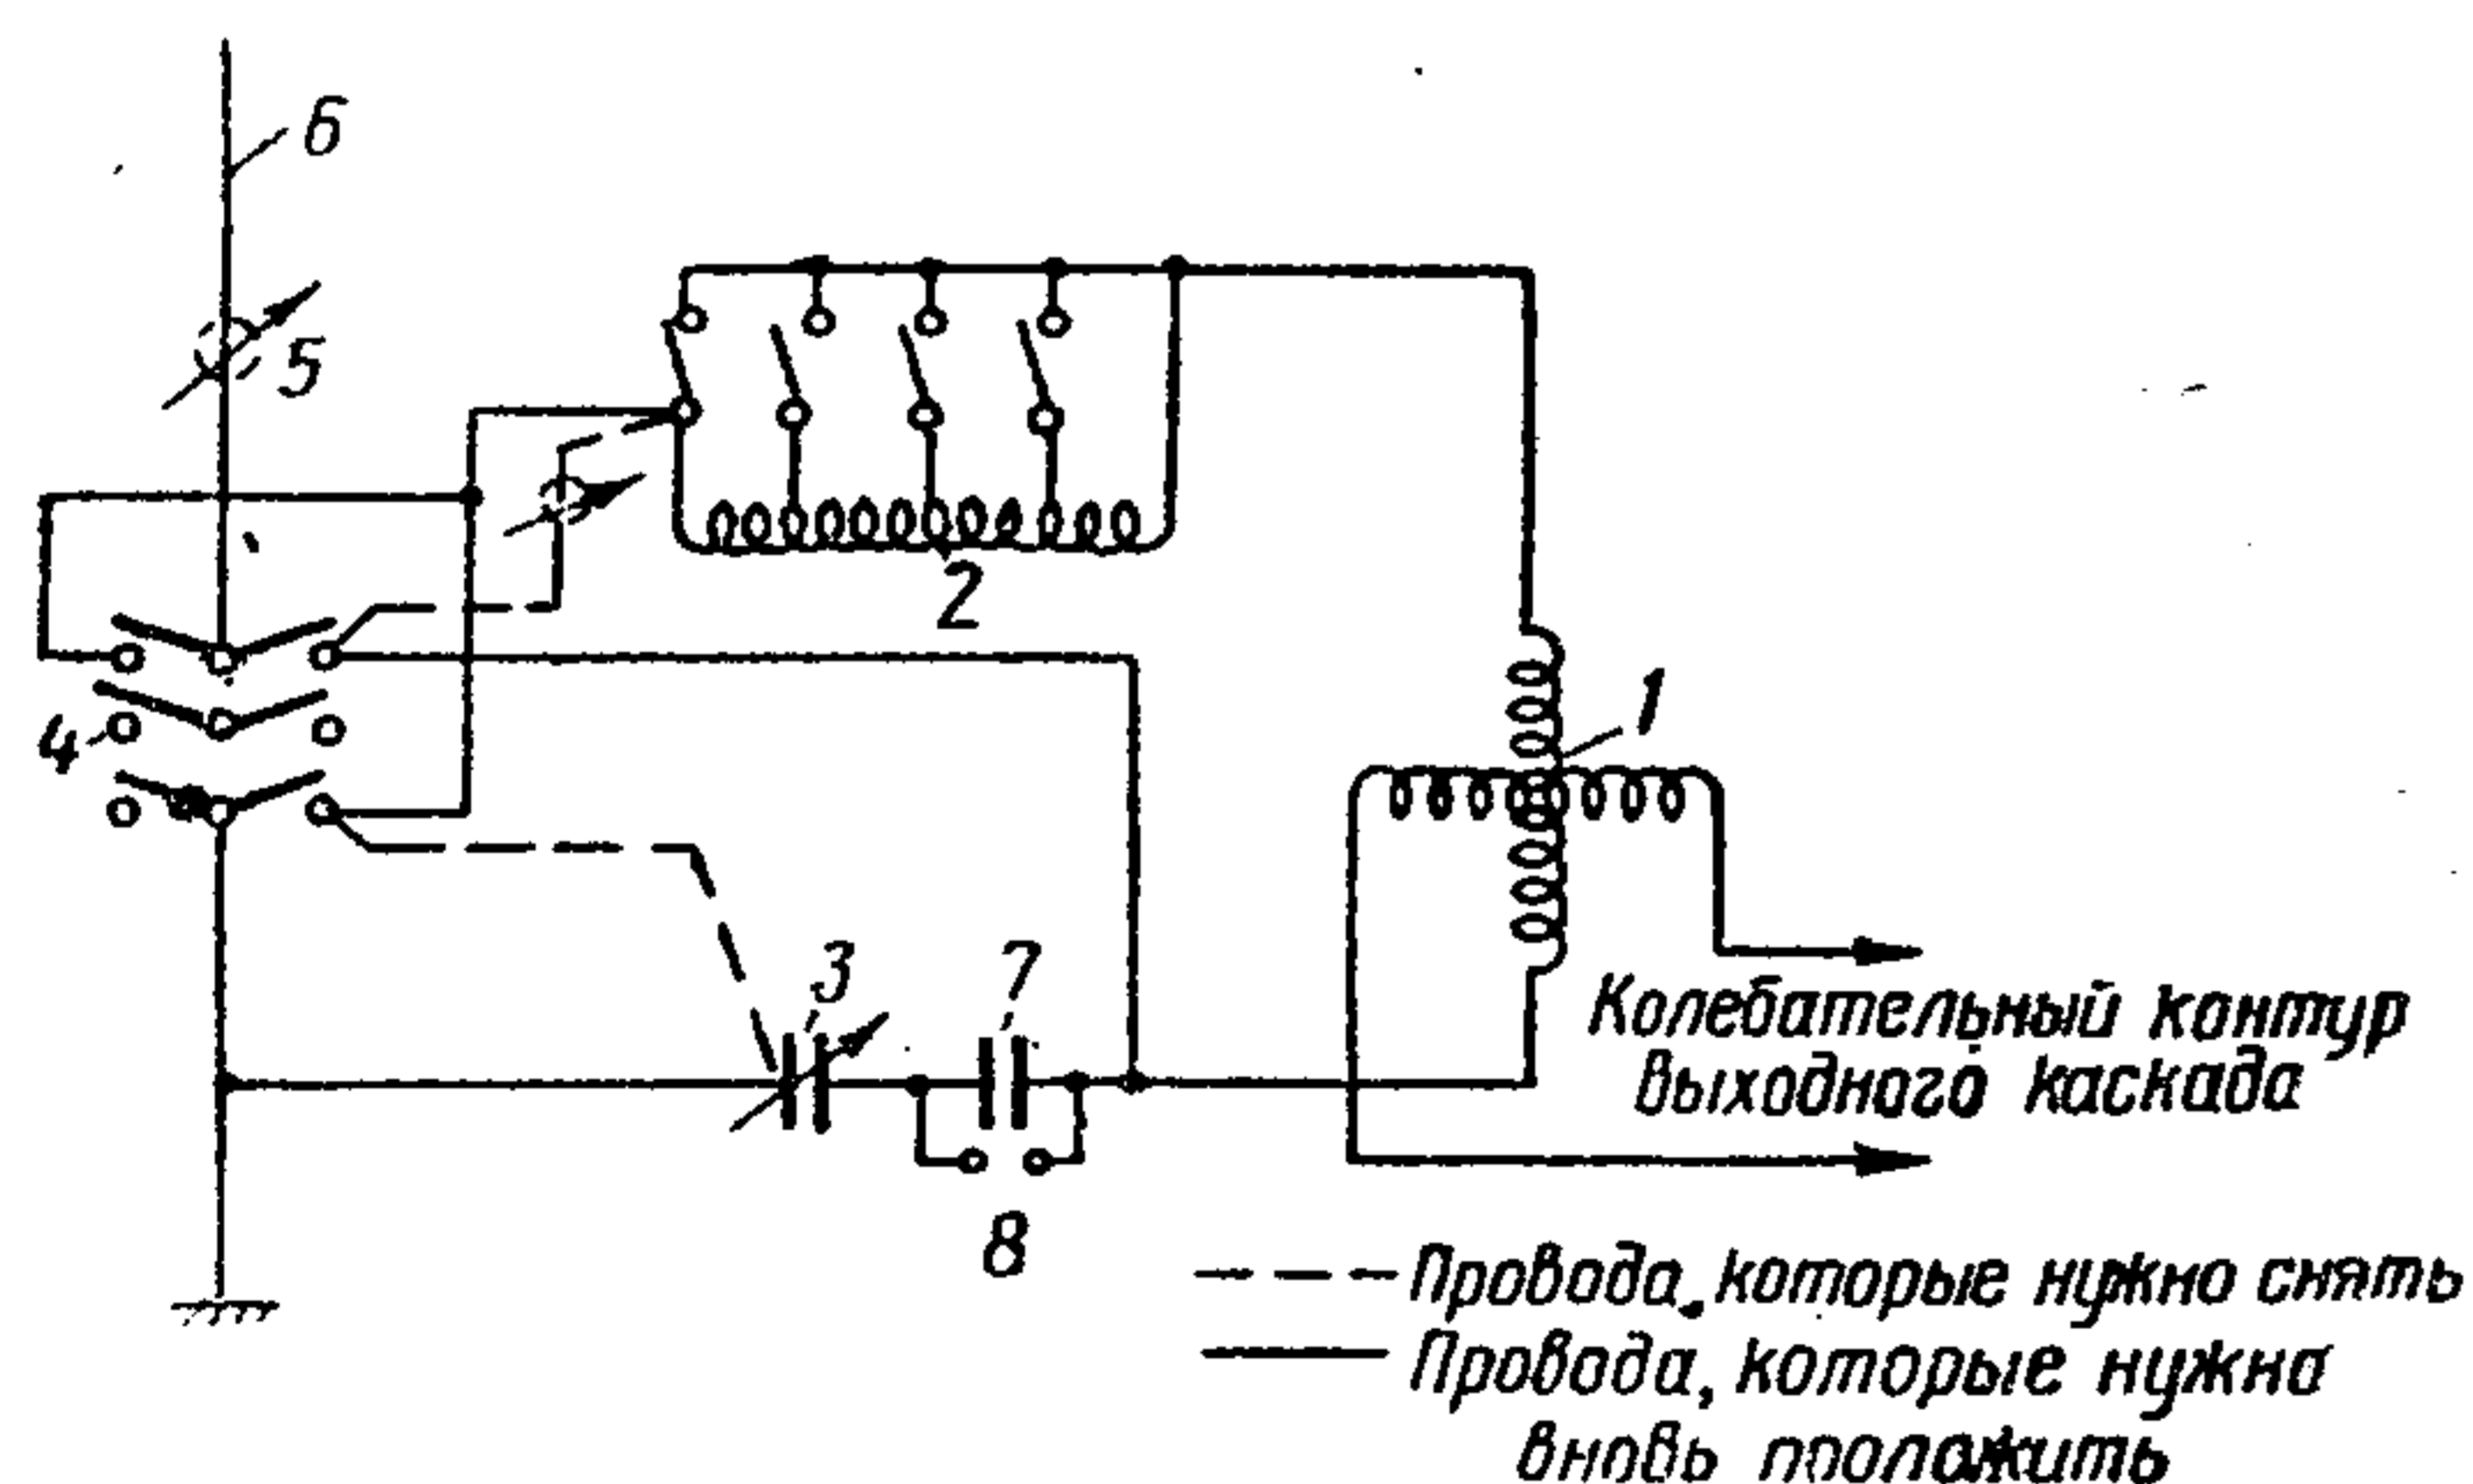 6
5
2
1
4
3 7
Колебательный контур
выходного каскада
8
Провода, которые нужно снять
Провода, которые нужно
вновь проложить